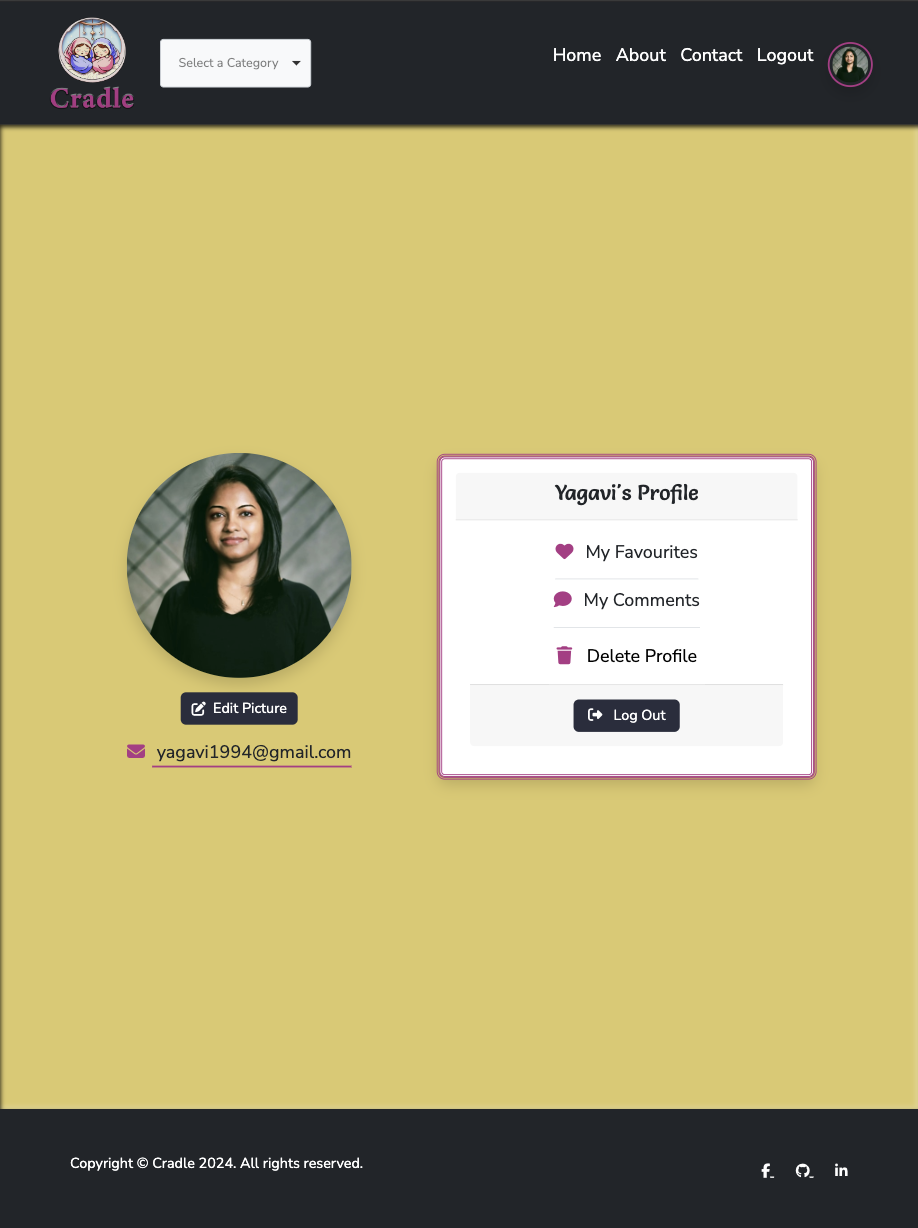 Cradle
Select a Category
Home About Contact Logout
Yagavi's Profile
My Favourites
My Comments
Delete Profile
Log Out
Edit Picture
yagavi1994@gmail.com
Copyright © Cradle 2024. All rights reserved.